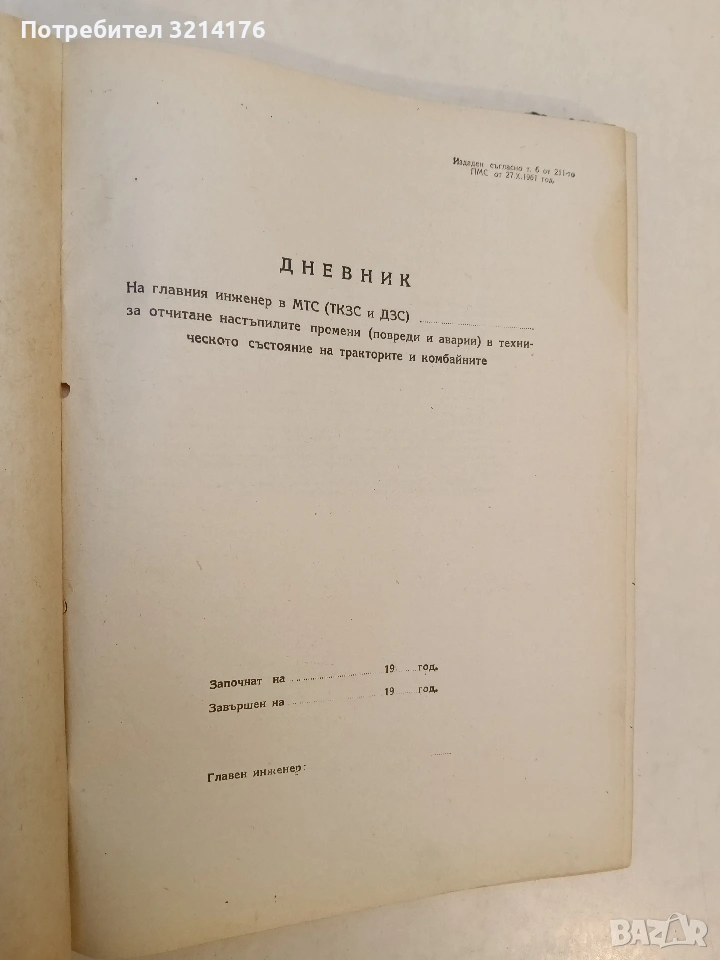 Потребител 3214176
Издаден съгласно т. 6 от 211-то
ПМС от 27.X.1961 год.
ДНЕВНИК
На главния инженер в МТС (ТКЗС и ДЗС)
за отчитане настъпилите промени (повреди и аварии) в техни-
ческото състояние на тракторите и комбайните
Започнат на 19 год.
Завършен на 19 год.
Главен инженер:
BAZAR